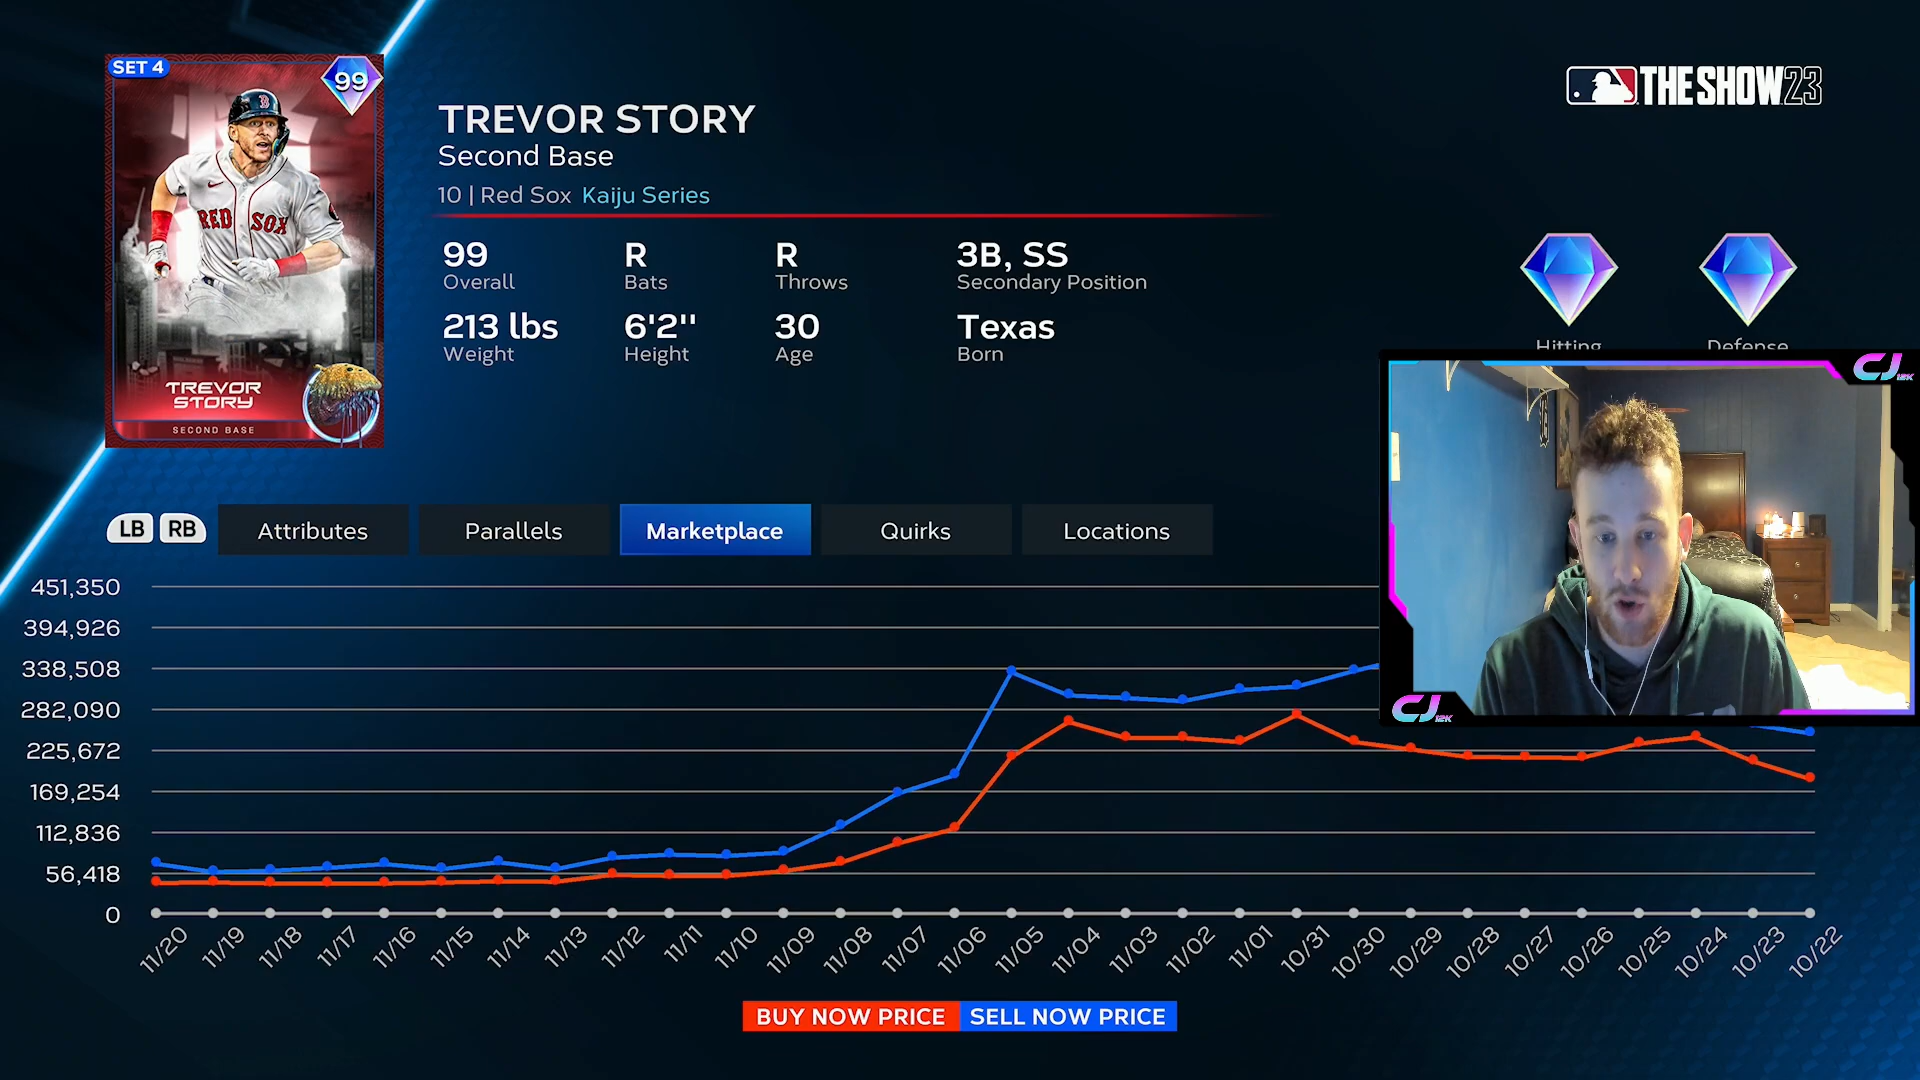 SET 4
99
RED SOX
TREVOR
STORY
SECOND BASE
TREVOR STORY
Second Base
10 | Red Sox Kaiju Series
99 R R 3B, SS
Overall Bats Throws Secondary Position
213 lbs 6'2'' 30 Texas
Weight Height Age Born
THE SHOW 23
Hitting Defense
CJ
12K
CJ
12K
LB RB Attributes Parallels Marketplace Quirks Locations
451,350
394,926
338,508
282,090
225,672
169,254
112,836
56,418
0
11/20 11/19 11/18 11/17 11/16 11/15 11/14 11/13 11/12 11/11 11/10 11/09 11/08 11/07 11/06 11/05 11/04 11/03 11/02 11/01 10/31 10/30 10/29 10/28 10/27 10/26 10/25 10/24 10/23 10/22
BUY NOW PRICE SELL NOW PRICE